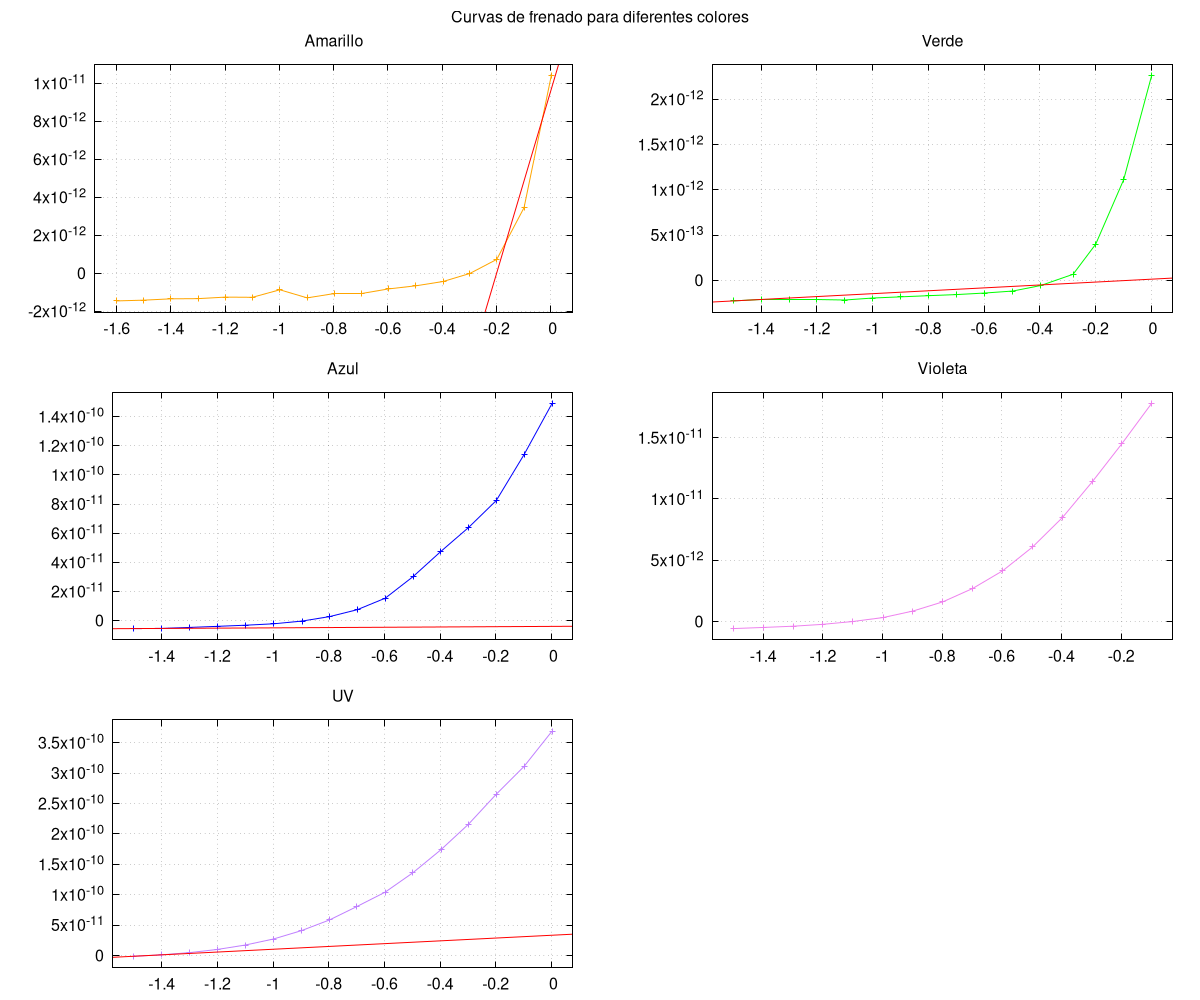 Curvas de frenado para diferentes colores
Amarillo
1x10^-11
8x10^-12
6x10^-12
4x10^-12
2x10^-12
0
-2x10^-12
-1.6 -1.4 -1.2 -1 -0.8 -0.6 -0.4 -0.2 0
Verde
2x10^-12
1.5x10^-12
1x10^-12
5x10^-13
0
-1.4 -1.2 -1 -0.8 -0.6 -0.4 -0.2 0
Azul
1.4x10^-10
1.2x10^-10
1x10^-10
8x10^-11
6x10^-11
4x10^-11
2x10^-11
0
-1.4 -1.2 -1 -0.8 -0.6 -0.4 -0.2 0
Violeta
1.5x10^-11
1x10^-11
5x10^-12
0
-1.4 -1.2 -1 -0.8 -0.6 -0.4 -0.2
UV
3.5x10^-10
3x10^-10
2.5x10^-10
2x10^-10
1.5x10^-10
1x10^-10
5x10^-11
0
-1.4 -1.2 -1 -0.8 -0.6 -0.4 -0.2 0